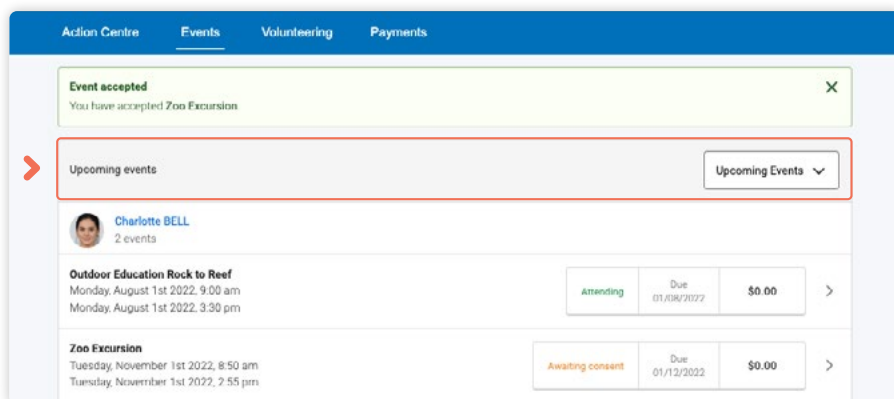 Action Centre Events Volunteering Payments
Event accepted
You have accepted Zoo Excursion
Upcoming events Upcoming Events
Charlotte BELL
2 events
Outdoor Education Rock to Reef
Monday, August 1st 2022, 9:00 am
Monday, August 1st 2022, 3:30 pm
Attending Due 01/08/2022 $0.00
Zoo Excursion
Tuesday, November 1st 2022, 8:50 am
Tuesday, November 1st 2022, 2:55 pm
Awaiting consent Due 01/12/2022 $0.00